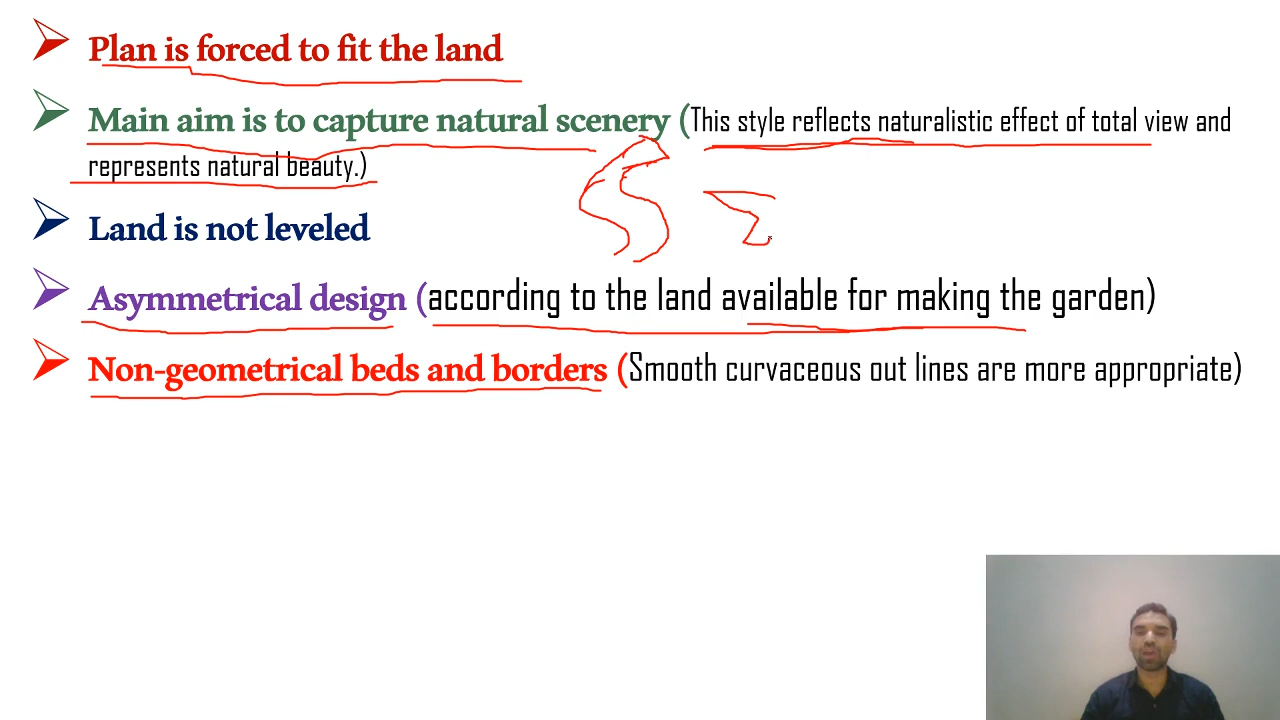 Plan is forced to fit the land
Main aim is to capture natural scenery (This style reflects naturalistic effect of total view and
represents natural beauty.)
Land is not leveled
Asymmetrical design (according to the land available for making the garden)
Non-geometrical beds and borders (Smooth curvaceous out lines are more appropriate)